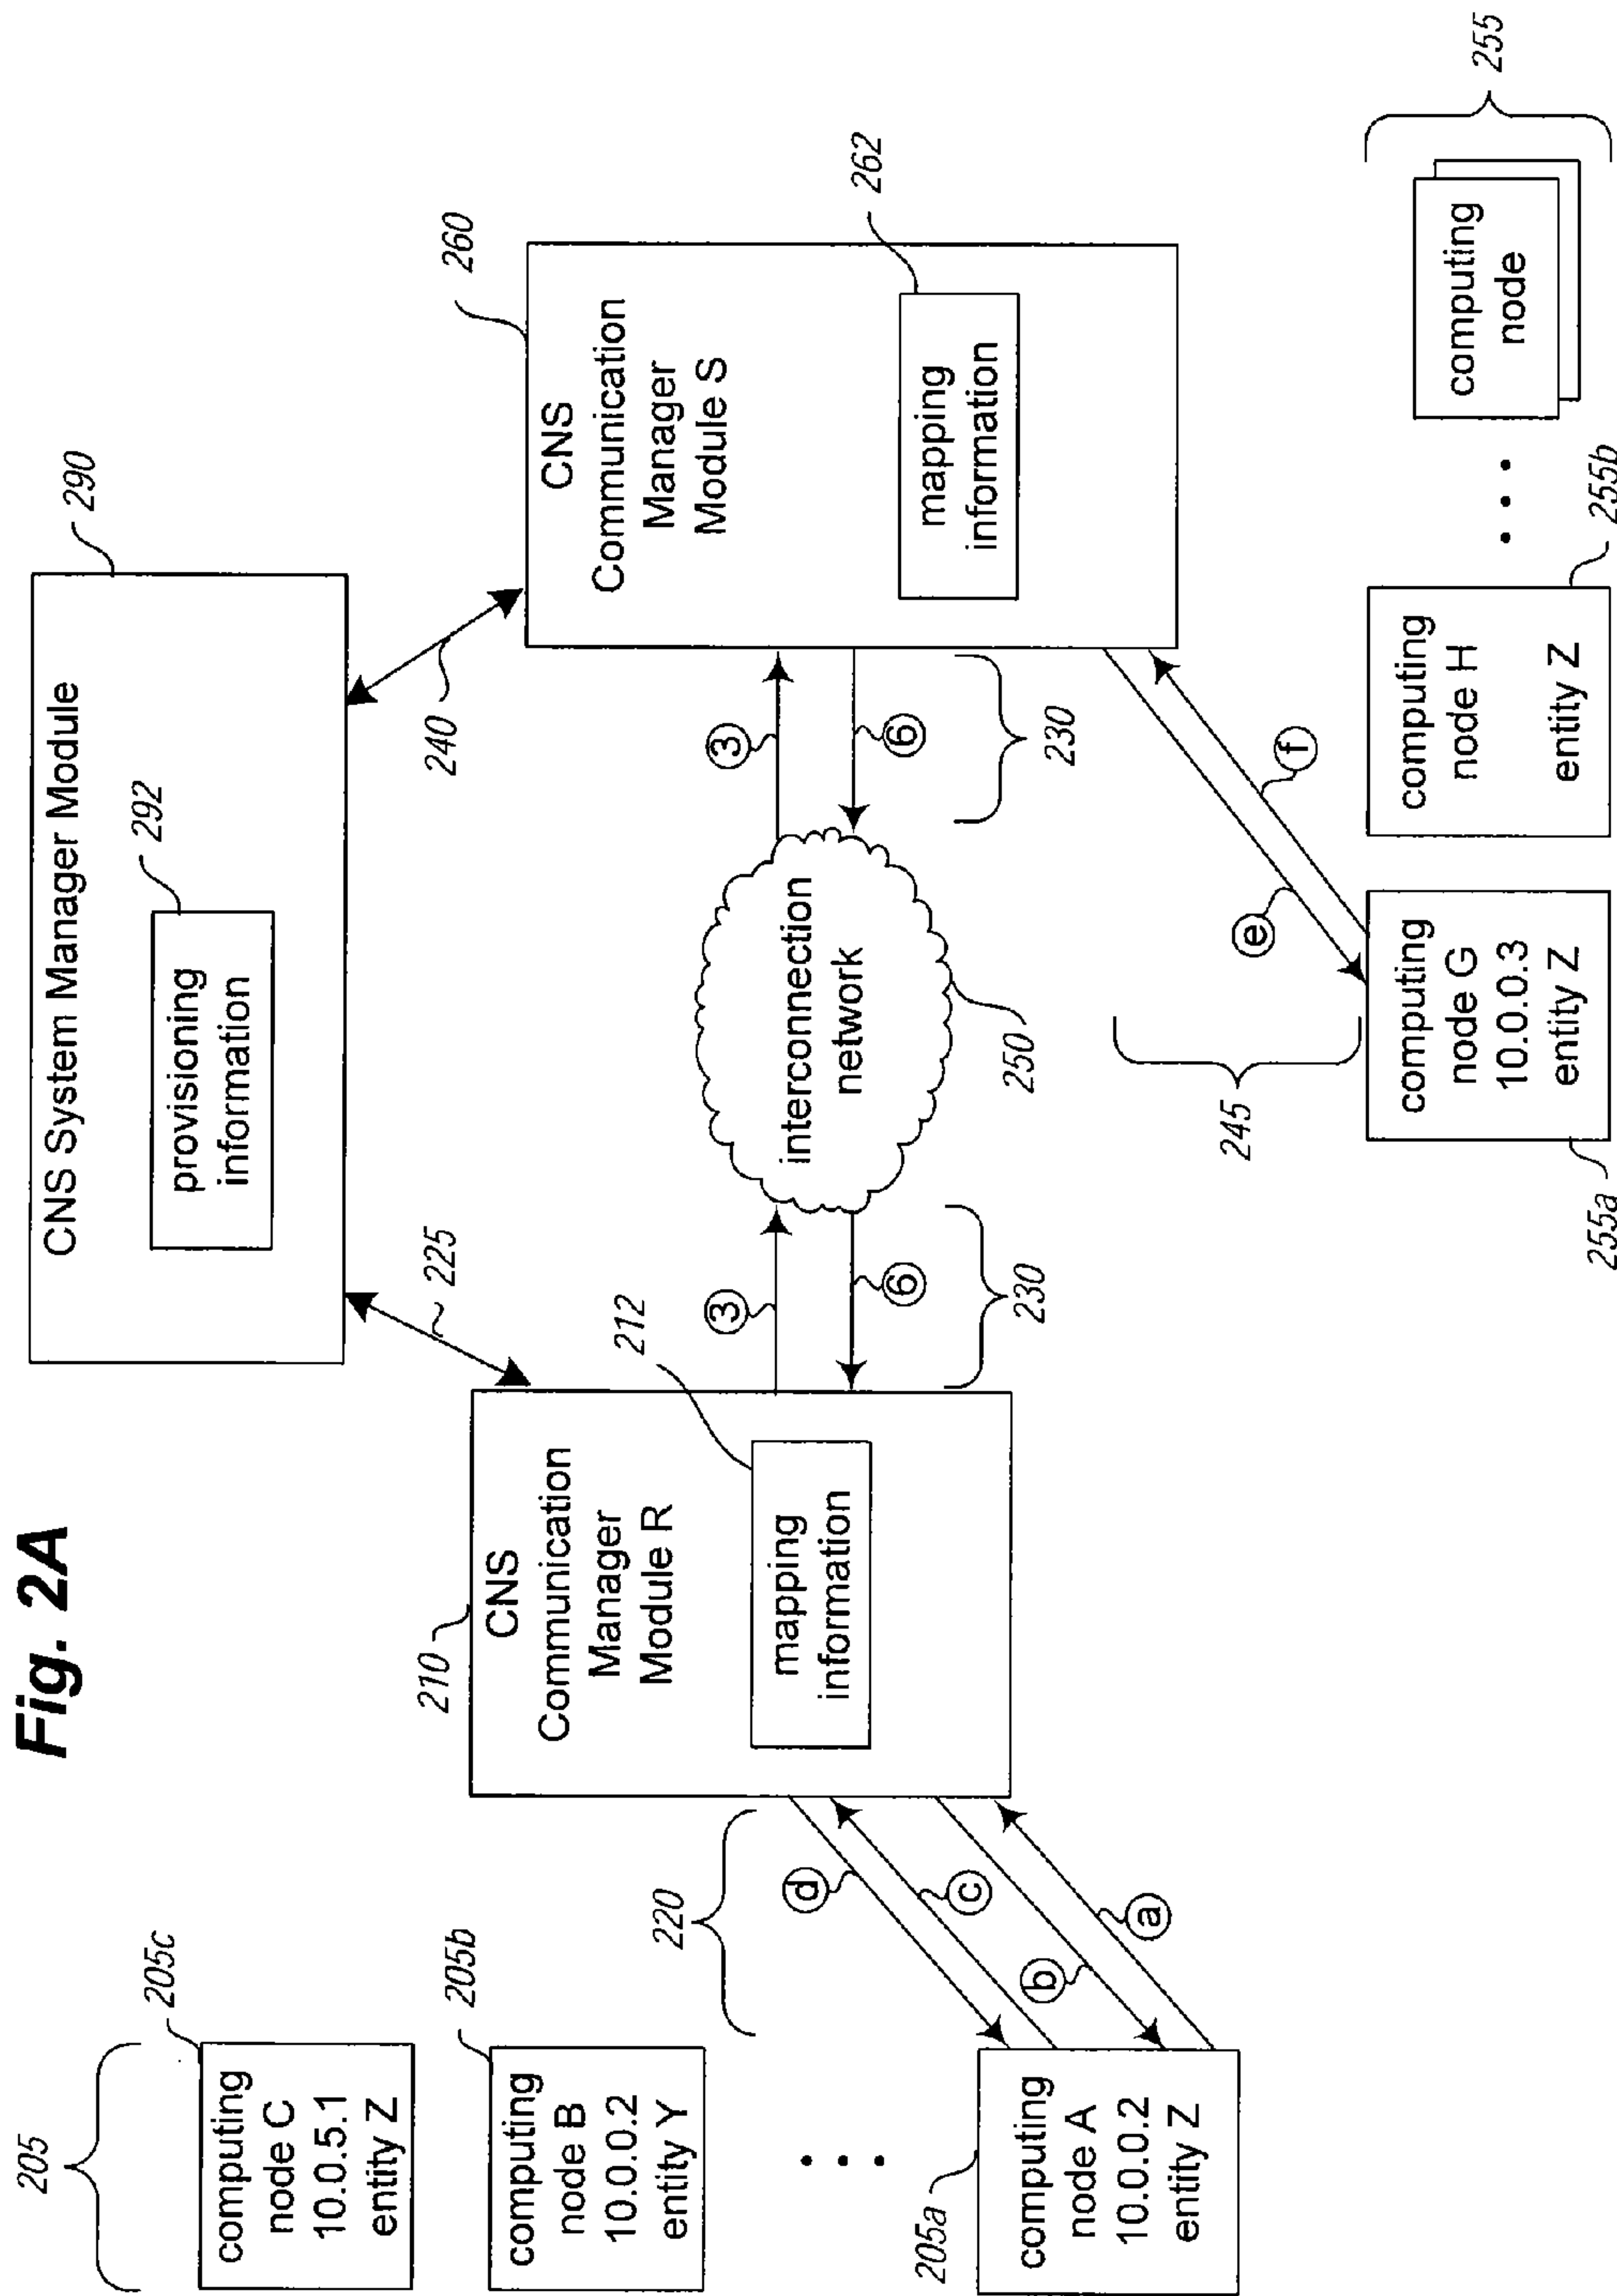 Fig. 2A
CNS System Manager Module
290
provisioning
information
292
225
240
205
205c
computing
node C
10.0.5.1
entity Z
205b
computing
node B
10.0.0.2
entity Y
205a
computing
node A
10.0.0.2
entity Z
220
d
c
b
a
210
CNS
Communication
Manager
Module R
212
mapping
information
3
6
230
interconnection
network
250
3
6
230
260
CNS
Communication
Manager
Module S
262
mapping
information
245
e
f
255a
computing
node G
10.0.0.3
entity Z
255b
computing
node H
entity Z
255
computing
node